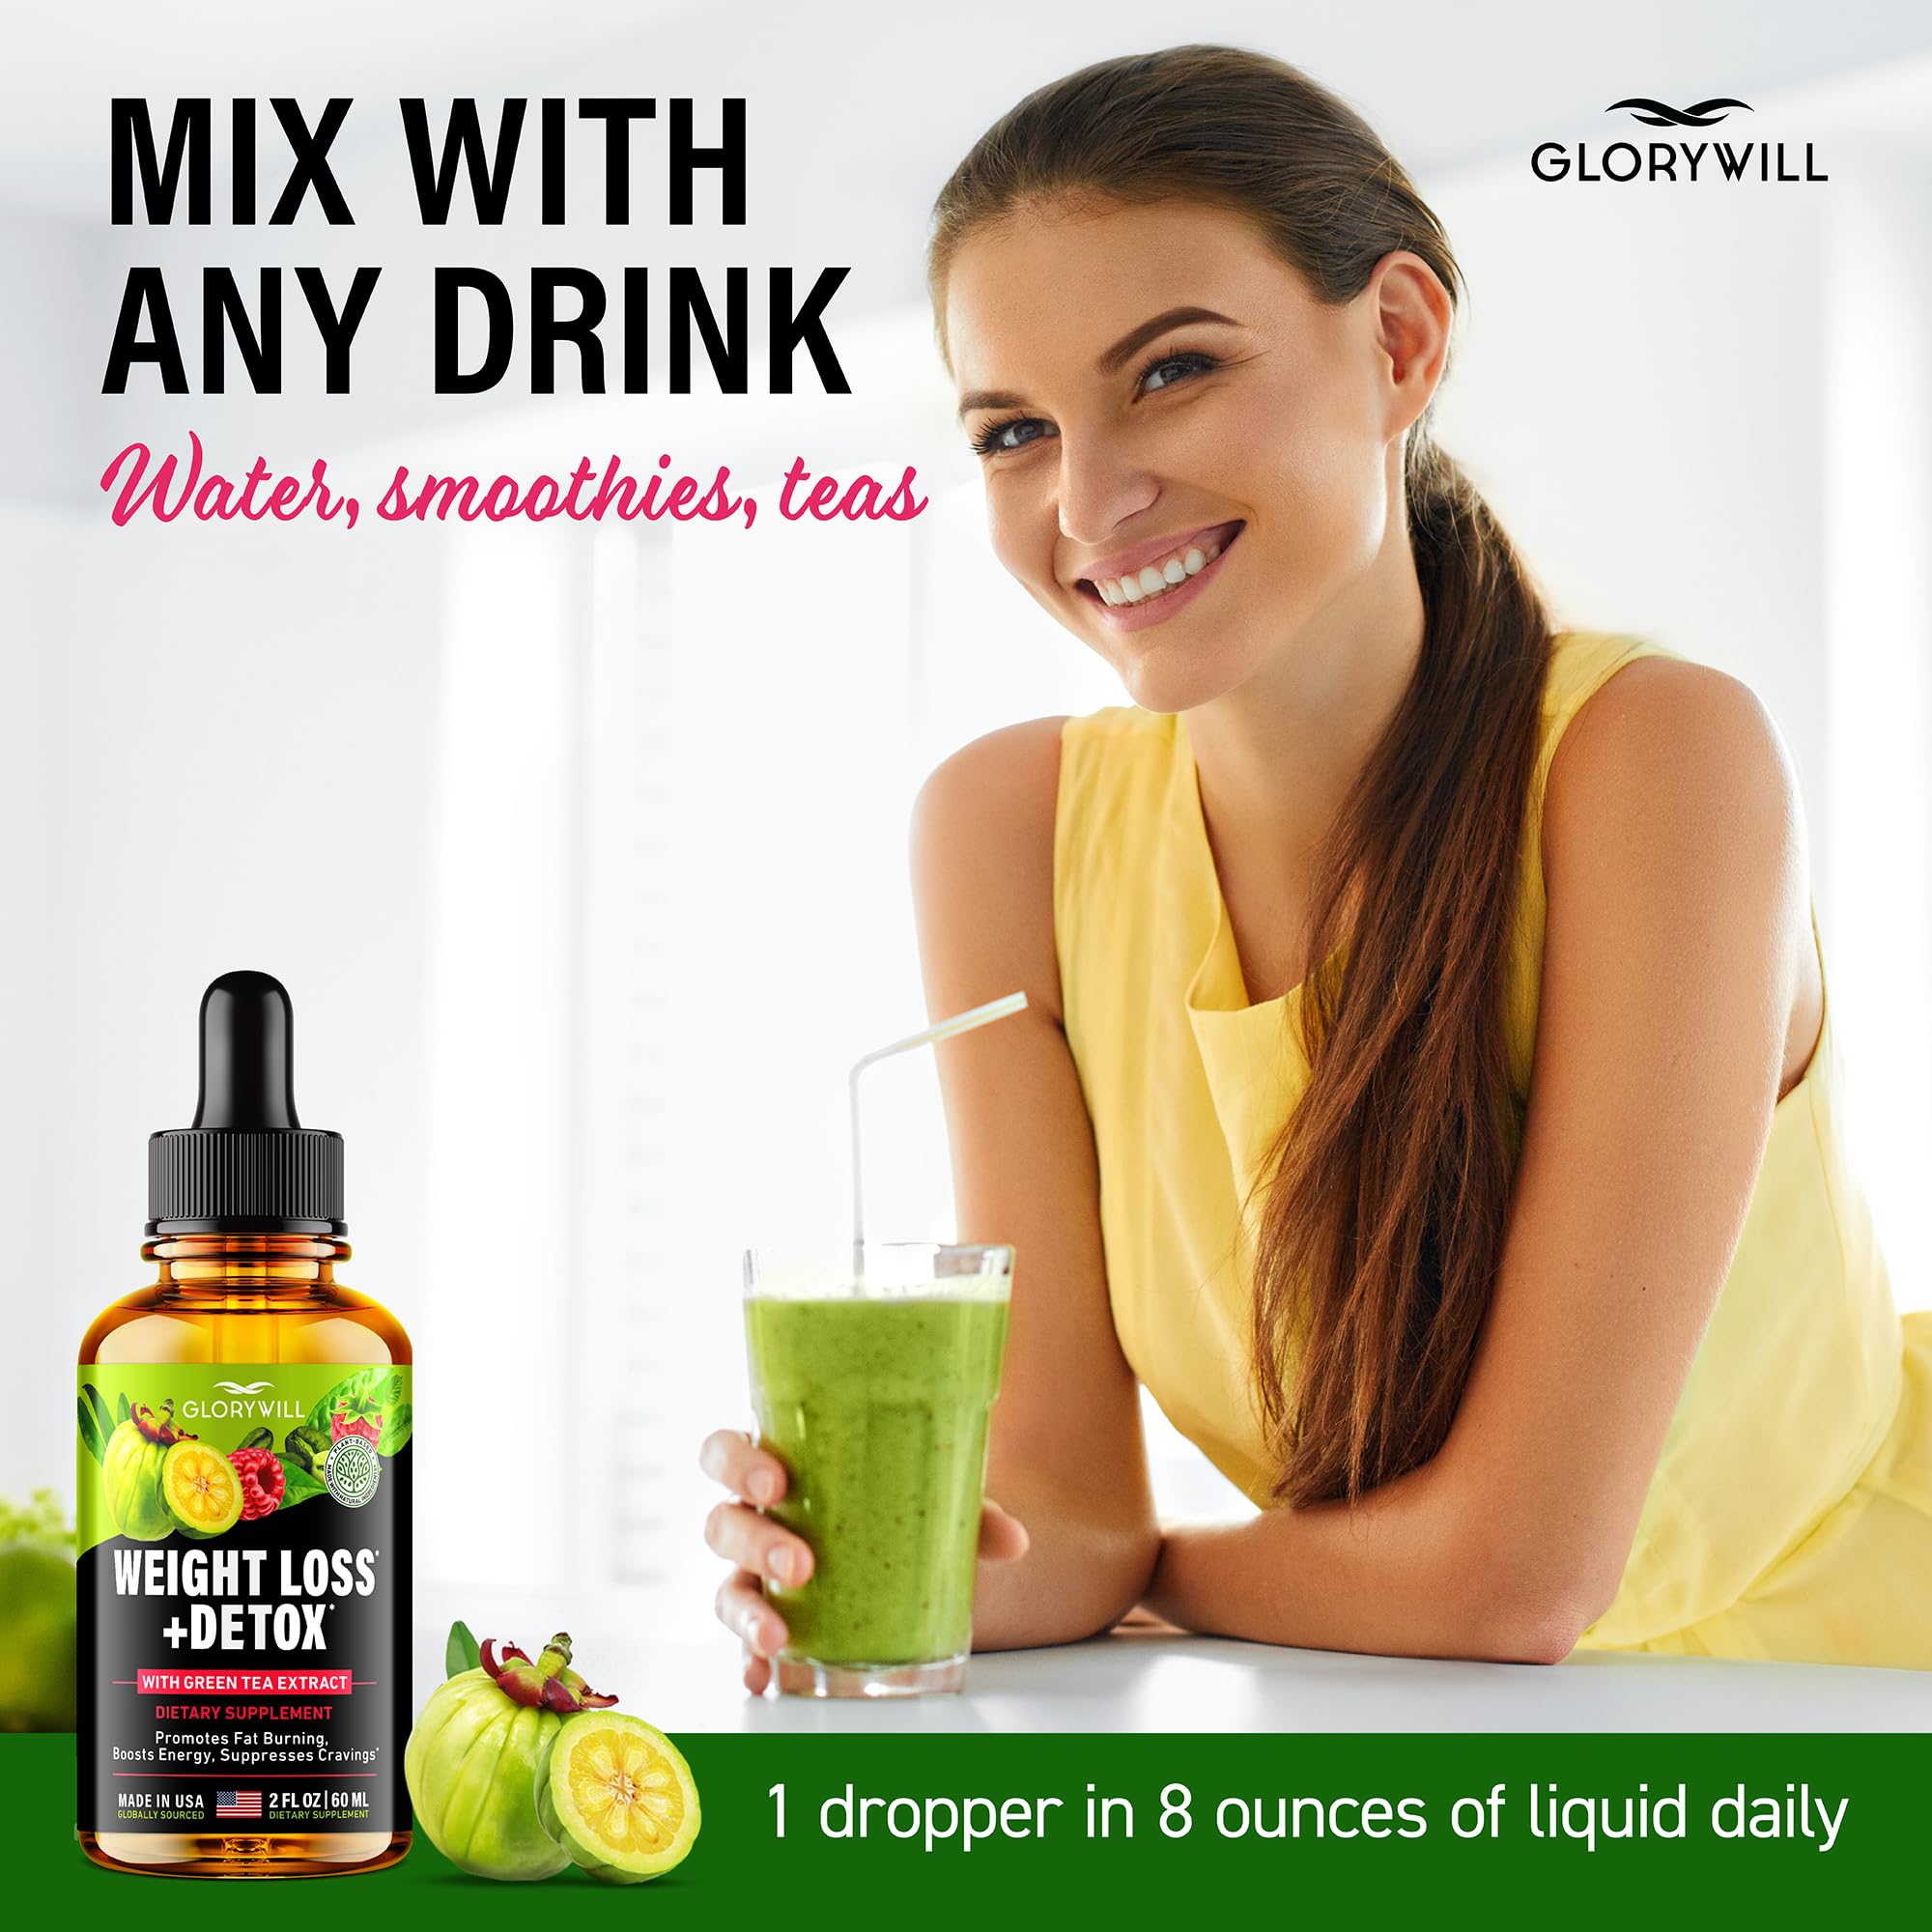 MIX WITH
ANY DRINK
Water, smoothies, teas
GLORYWILL
GLORYWILL
PLANT-BASED
WEIGHT LOSS*
+DETOX*
WITH GREEN TEA EXTRACT
DIETARY SUPPLEMENT
Promotes Fat Burning,
Boosts Energy, Suppresses Cravings*
MADE IN USA
GLOBALLY SOURCED
2 FL OZ | 60 ML
DIETARY SUPPLEMENT
1 dropper in 8 ounces of liquid daily